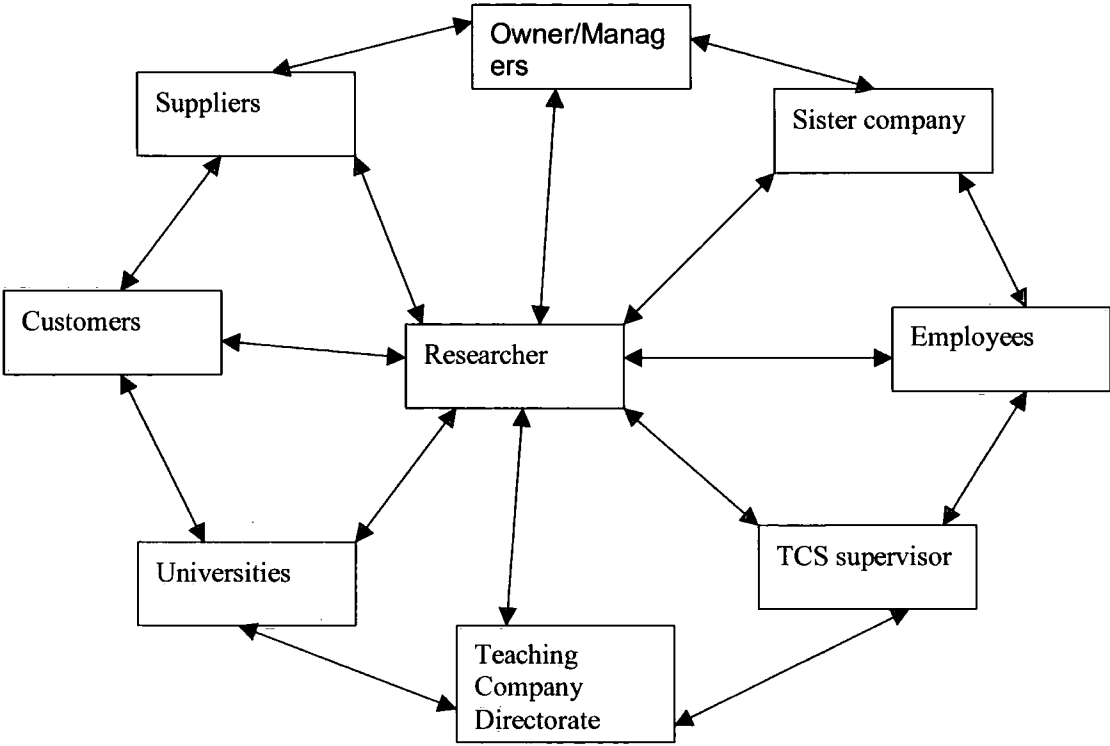 Owner/Manag
ers
Suppliers
Sister company
Customers
Researcher
Employees
Universities
TCS supervisor
Teaching
Company
Directorate